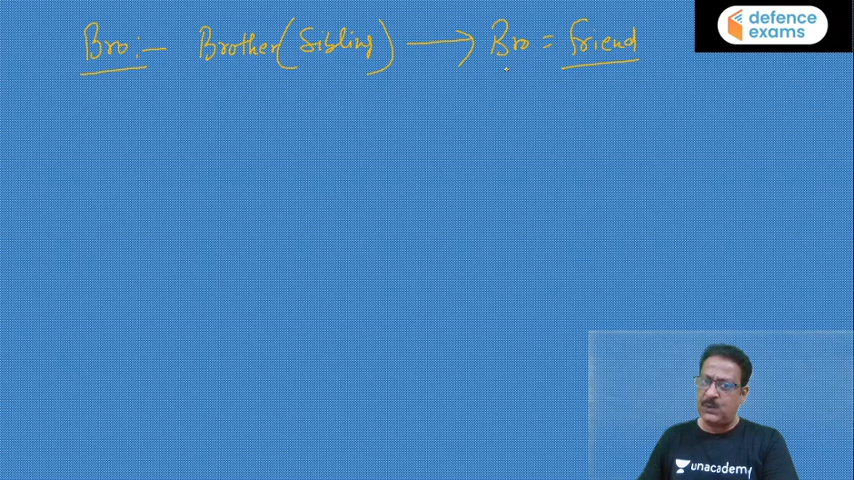 Bro:- Brother (Sibling) → Bro = friend
defence
exams
unacademy